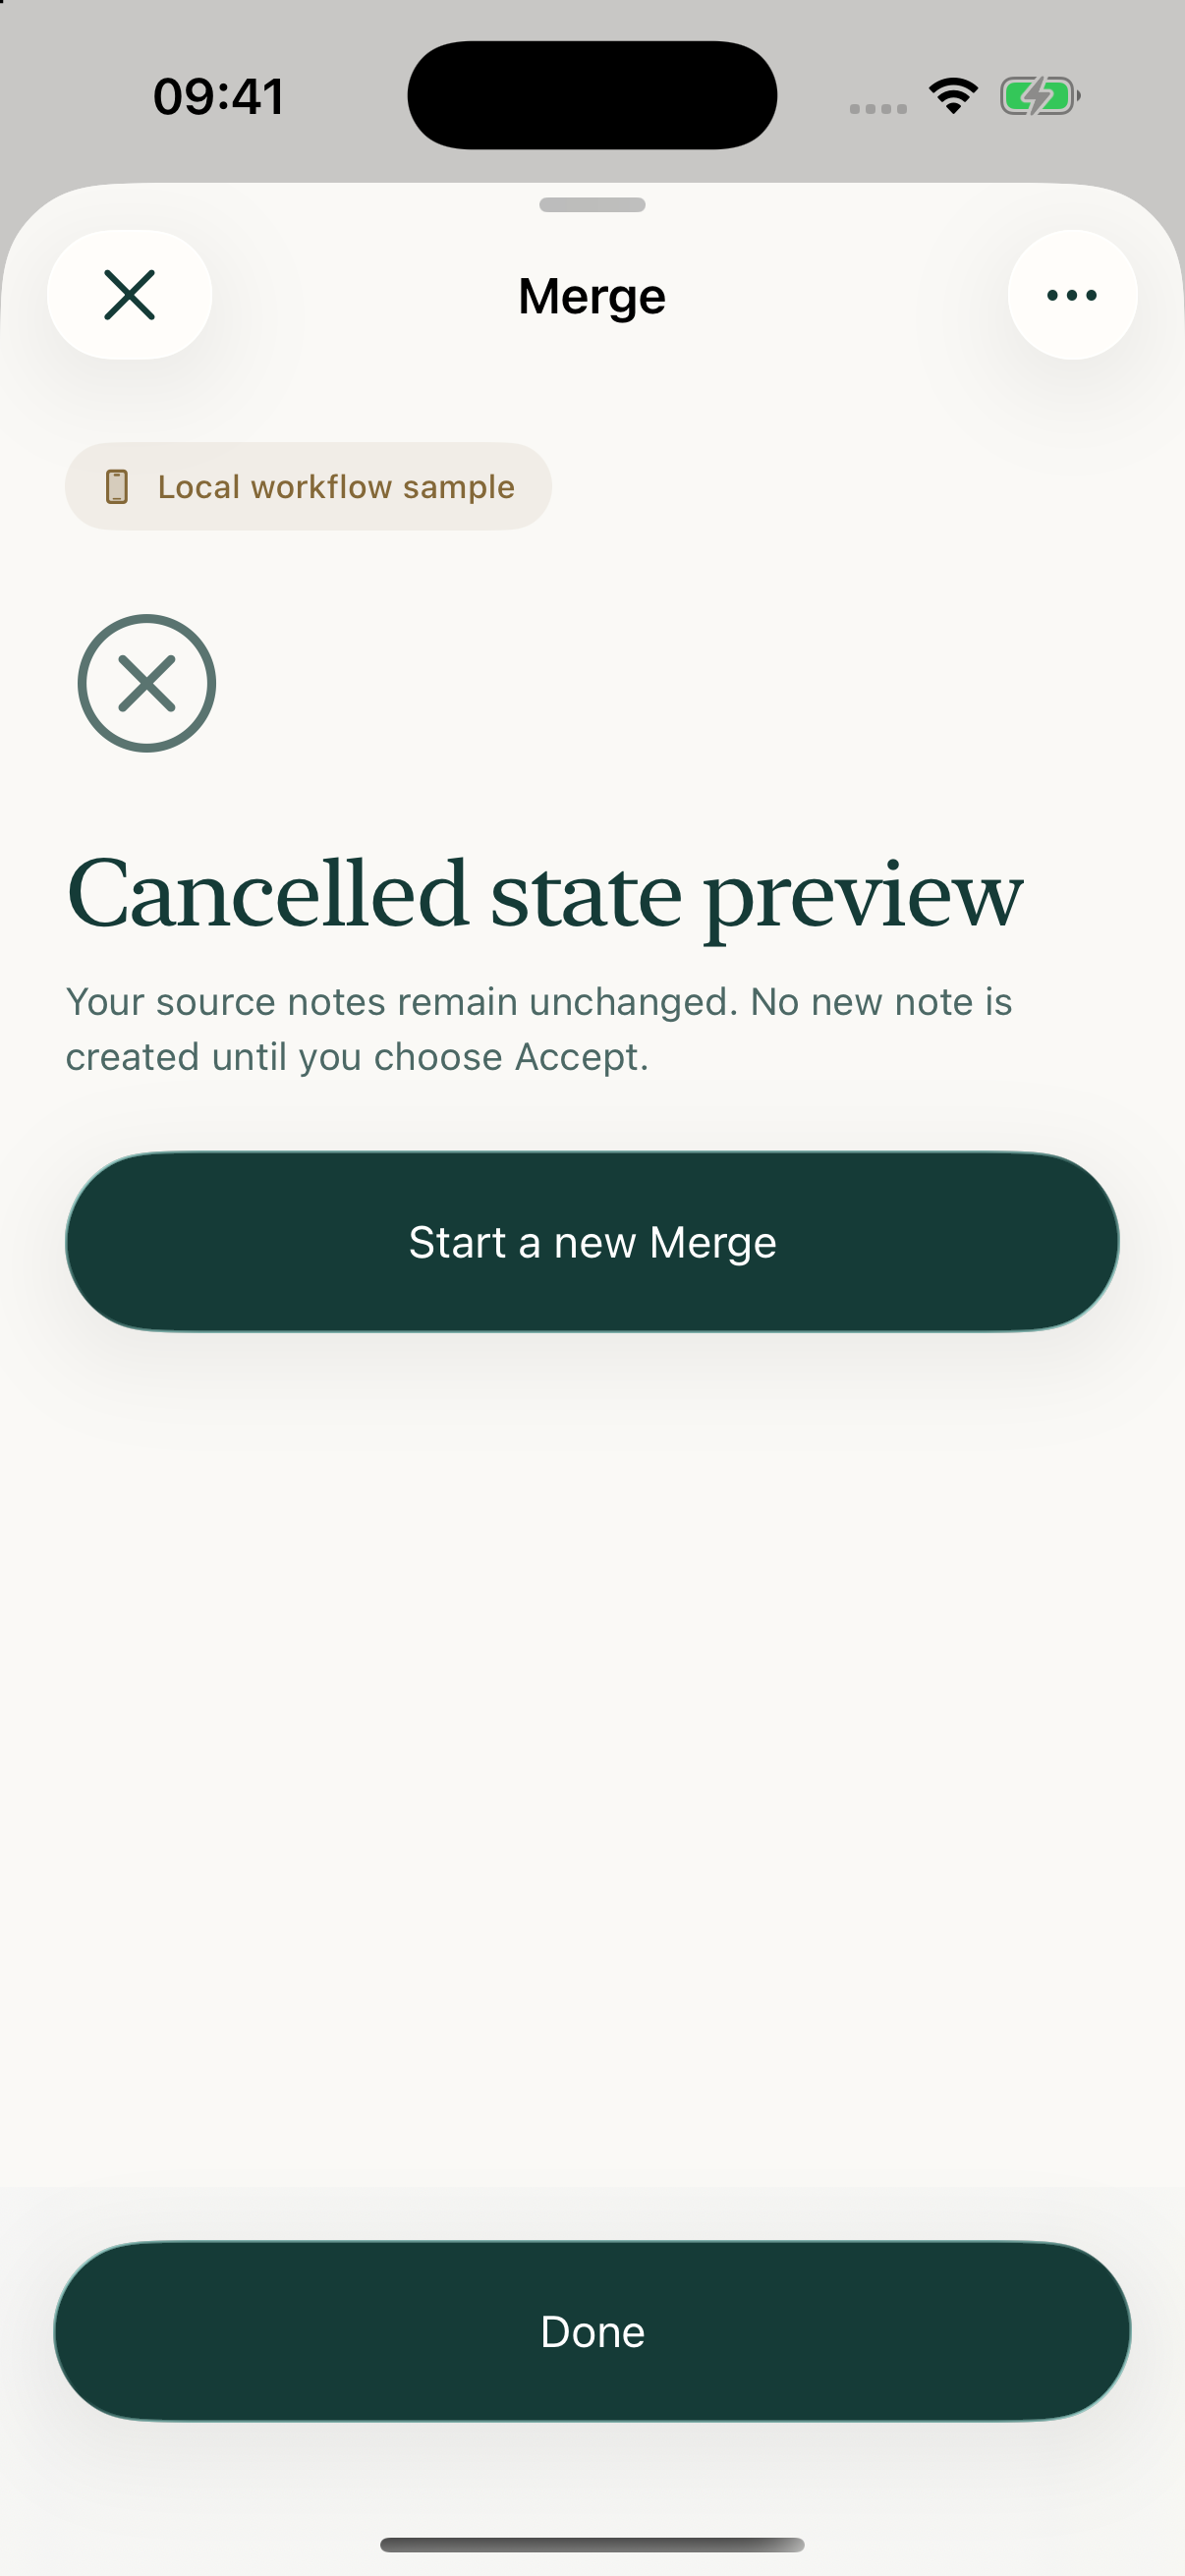 09:41
Merge
Local workflow sample
Cancelled state preview
Your source notes remain unchanged. No new note is
created until you choose Accept.
Start a new Merge
Done